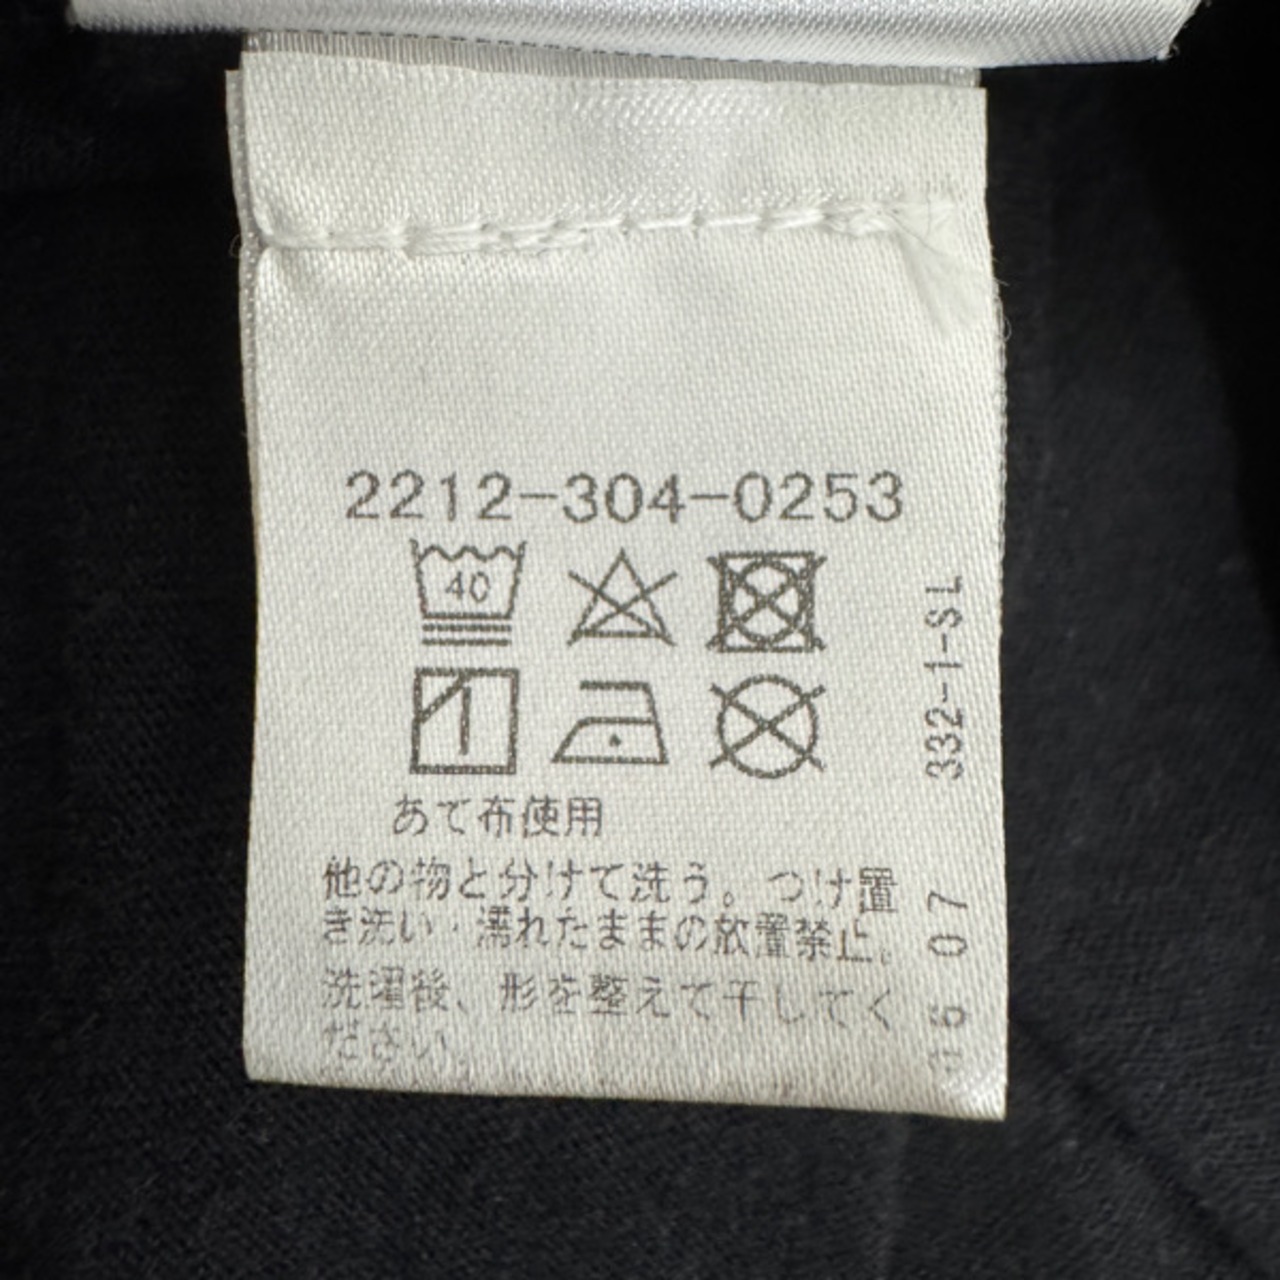 2212-304-0253
40
あて布使用
他の物と分けて洗う。つけ置
き洗い・濡れたままの放置禁止。
洗濯後、形を整えて干してく
ださい。
332-1-SL
16 07